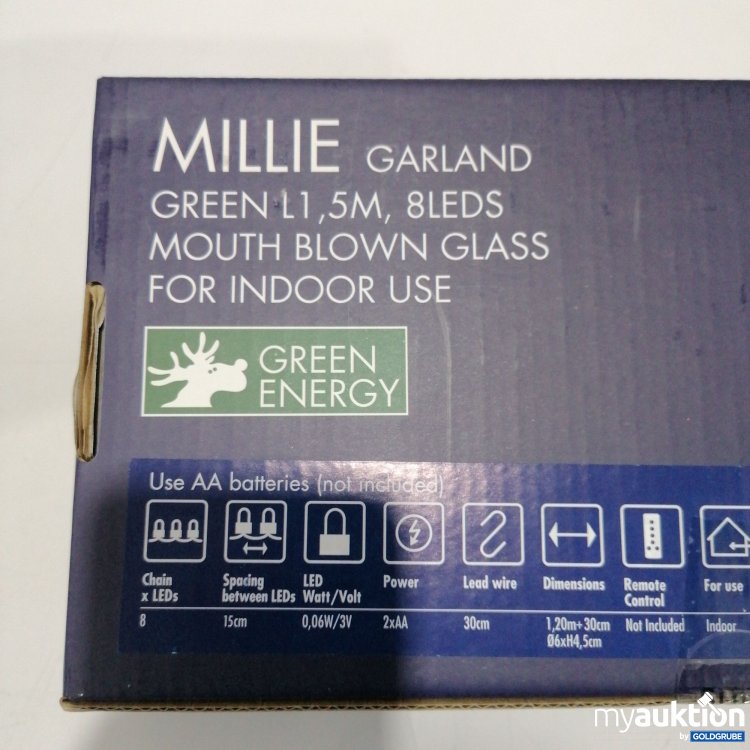 MILLIE GARLAND
GREEN L1,5M, 8LEDS
MOUTH BLOWN GLASS
FOR INDOOR USE
GREEN
ENERGY
Use AA batteries (not included)
Chain x LEDs
Spacing between LEDs
LED Watt/Volt
Power
Lead wire
Dimensions
Remote Control
For use
8 15cm 0,06W/3V 2xAA 30cm 1,20m+30cm Not Included Indoor
Ø6xH4,5cm
myauktion
by GOLDGRUBE